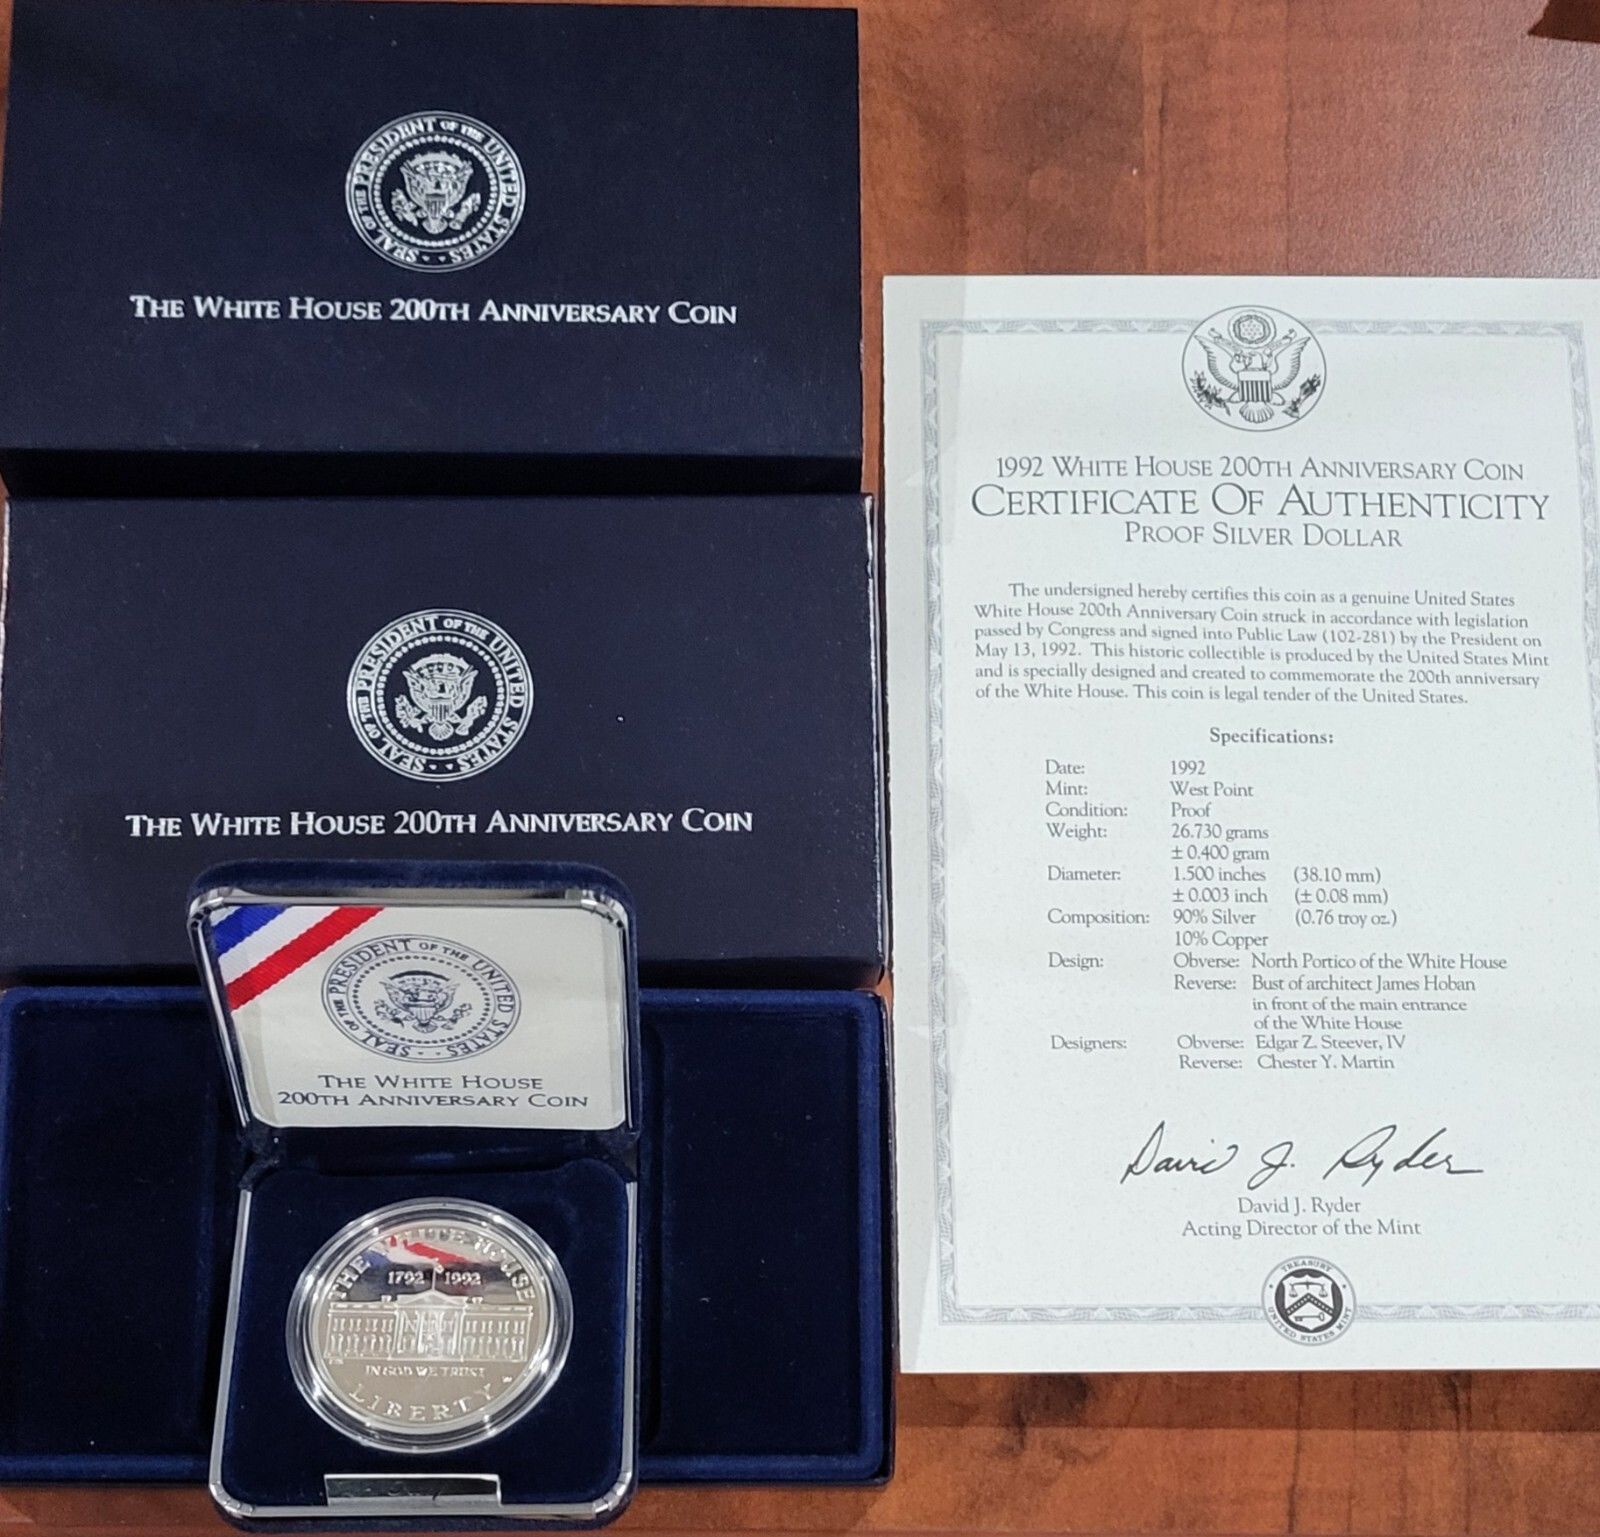 SEAL OF THE PRESIDENT OF THE UNITED STATES
THE WHITE HOUSE 200TH ANNIVERSARY COIN
SEAL OF THE PRESIDENT OF THE UNITED STATES
THE WHITE HOUSE 200TH ANNIVERSARY COIN
SEAL OF THE PRESIDENT OF THE UNITED STATES
THE WHITE HOUSE
200TH ANNIVERSARY COIN
THE WHITE HOUSE
1792 1992
IN GOD WE TRUST
W
LIBERTY
1992 WHITE HOUSE 200TH ANNIVERSARY COIN
CERTIFICATE OF AUTHENTICITY
PROOF SILVER DOLLAR
The undersigned hereby certifies this coin as a genuine United States
White House 200th Anniversary Coin struck in accordance with legislation
passed by Congress and signed into Public Law (102-281) by the President on
May 13, 1992. This historic collectible is produced by the United States Mint
and is specially designed and created to commemorate the 200th anniversary
of the White House. This coin is legal tender of the United States.
Specifications:
Date: 1992
Mint: West Point
Condition: Proof
Weight: 26.730 grams
± 0.400 gram
Diameter: 1.500 inches (38.10 mm)
± 0.003 inch (± 0.08 mm)
Composition: 90% Silver (0.76 troy oz.)
10% Copper
Design: Obverse: North Portico of the White House
Reverse: Bust of architect James Hoban
in front of the main entrance
of the White House
Designers: Obverse: Edgar Z. Steever, IV
Reverse: Chester Y. Martin
David J. Ryder
David J. Ryder
Acting Director of the Mint
TREASURY
UNITED STATES MINT